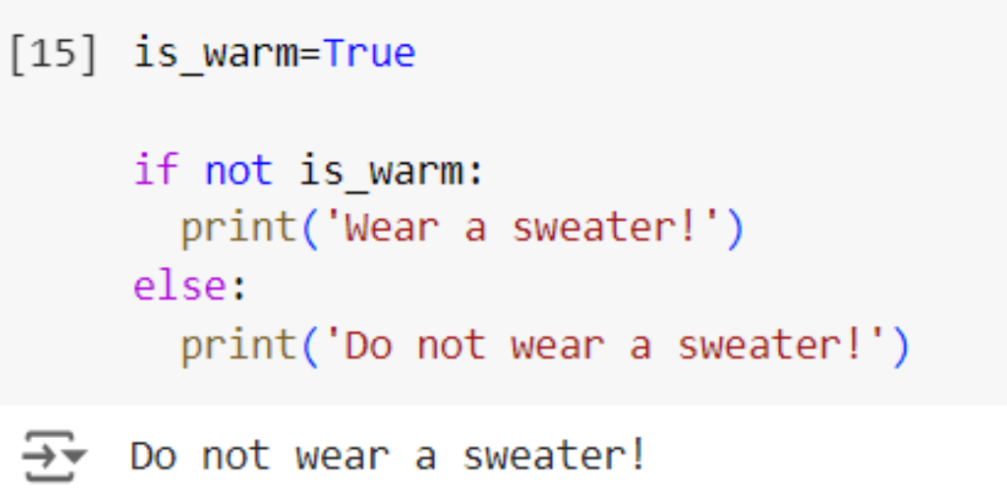 [15] is_warm=True
if not is_warm:
  print('Wear a sweater!')
else:
  print('Do not wear a sweater!')
Do not wear a sweater!